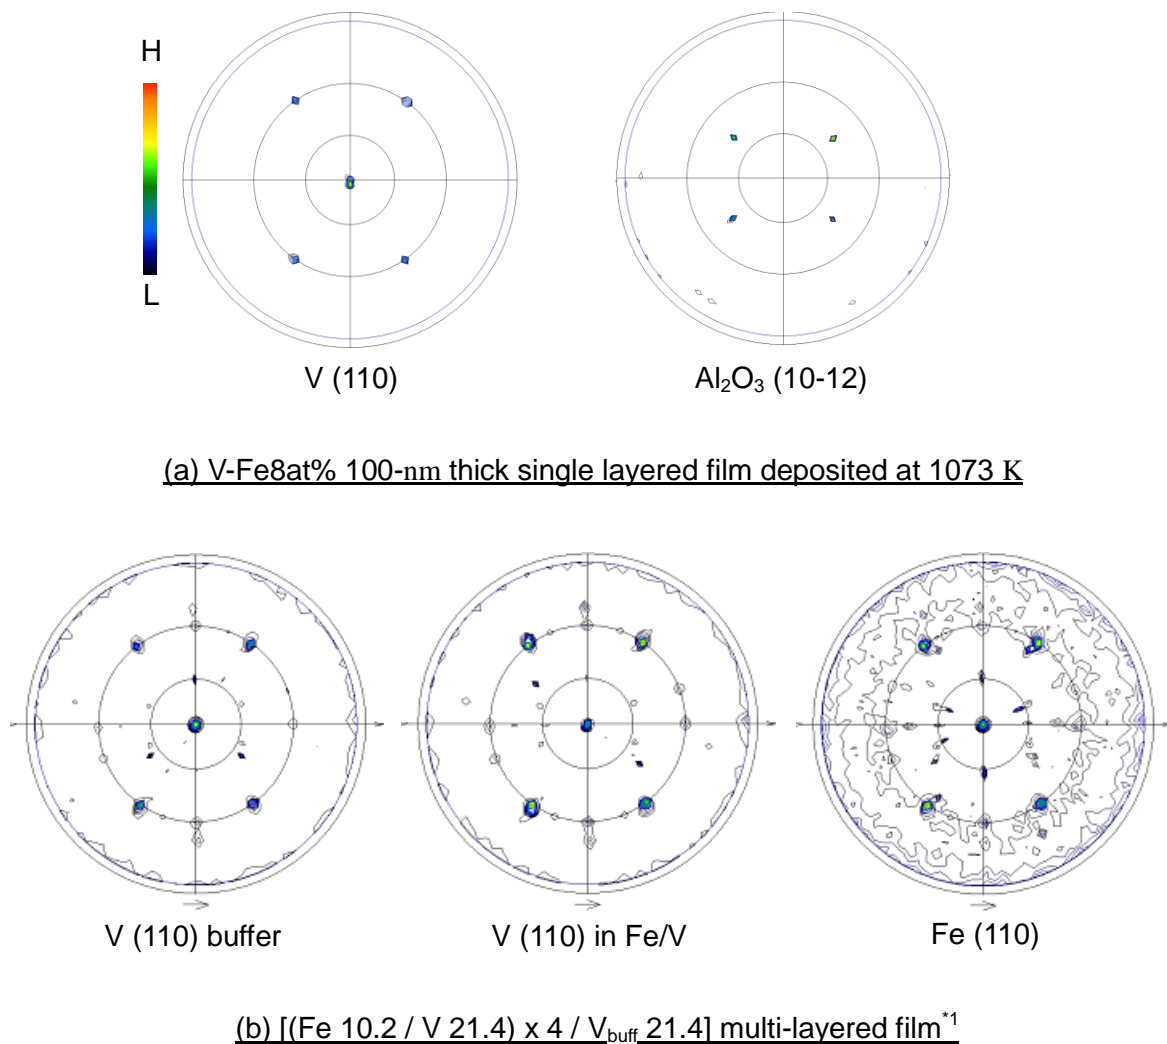 H
L
V (110)
Al₂O₃ (10-12)
(a) V-Fe8at% 100-nm thick single layered film deposited at 1073 K
V (110) buffer
V (110) in Fe/V
Fe (110)
(b) [(Fe 10.2 / V 21.4) x 4 / V_buff 21.4] multi-layered film*1